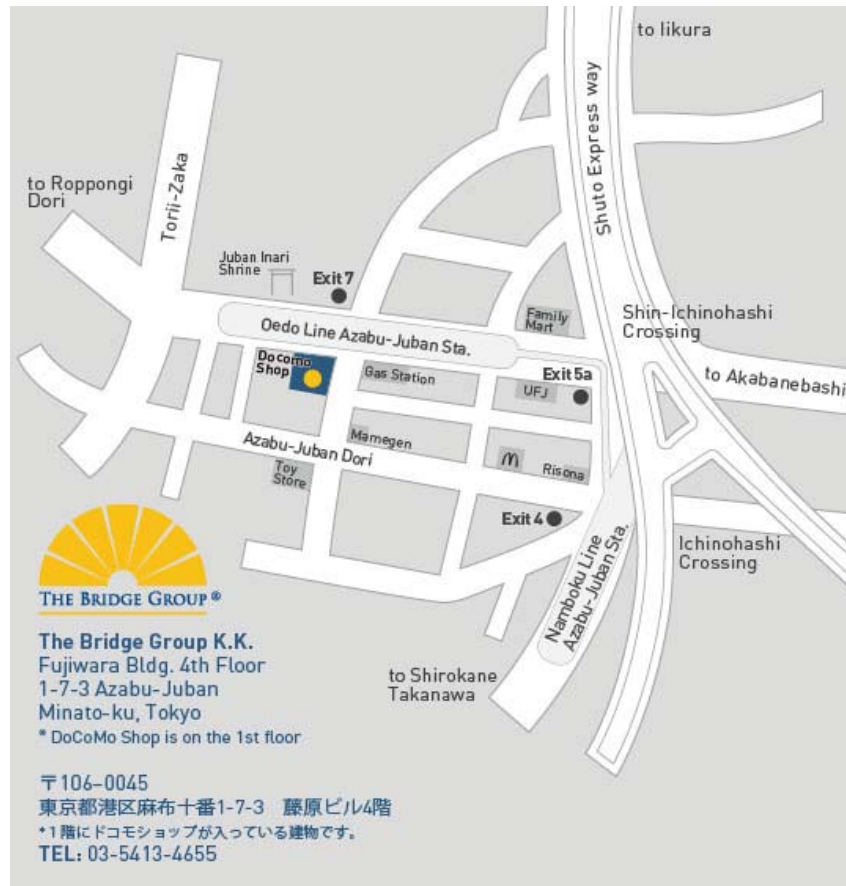 to Iikura
Shuto Express way
Torii-Zaka
to Roppongi
Dori
Juban Inari
Shrine
Exit 7
Oedo Line Azabu-Juban Sta.
Family
Mart
Shin-Ichinohashi
Crossing
Docomo
Shop
Gas Station
Exit 5a
UFJ
to Akabanebashi
Mamegen
Azabu-Juban Dori
Toy
Store
m
Risona
Exit 4
Namboku Line
Azabu-Juban Sta.
Ichinohashi
Crossing
to Shirokane
Takanawa
THE BRIDGE GROUP®
The Bridge Group K.K.
Fujiwara Bldg. 4th Floor
1-7-3 Azabu-Juban
Minato-ku, Tokyo
* DoCoMo Shop is on the 1st floor
〒106-0045
東京都港区麻布十番1-7-3　藤原ビル4階
*1階にドコモショップが入っている建物です。
TEL: 03-5413-4655